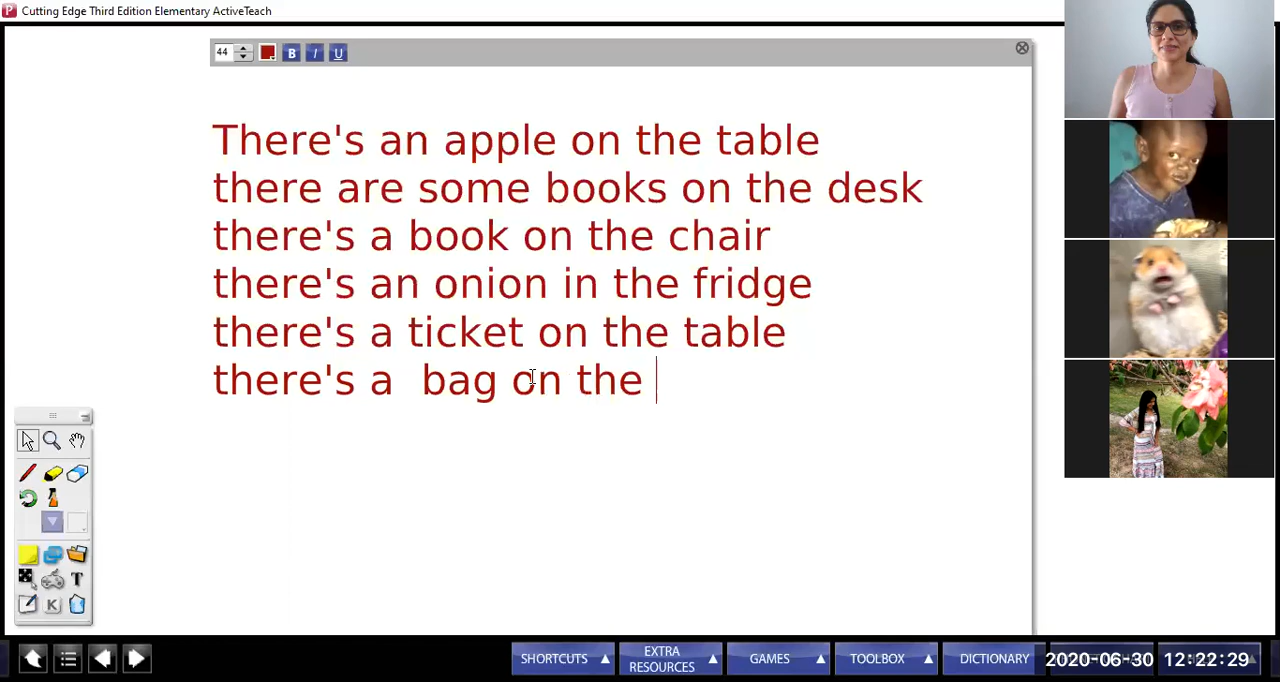 Cutting Edge Third Edition Elementary ActiveTeach
44 B I U
There's an apple on the table
there are some books on the desk
there's a book on the chair
there's an onion in the fridge
there's a ticket on the table
there's a  bag on the
T
K
SHORTCUTS EXTRA RESOURCES GAMES TOOLBOX DICTIONARY 2020-06-30 12:22:29